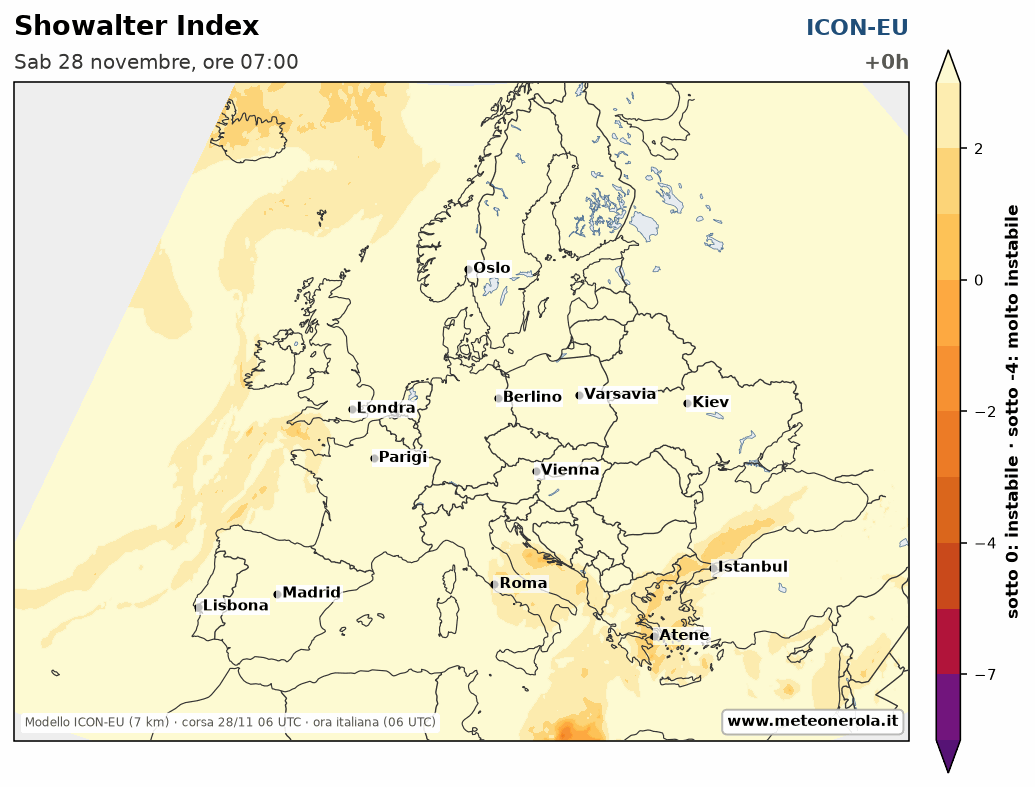 Showalter Index
ICON-EU
Sab 28 novembre, ore 07:00
+0h
Oslo
Londra
Berlino
Varsavia
Kiev
Parigi
Vienna
Istanbul
Roma
Madrid
Lisbona
Atene
Modello ICON-EU (7 km) · corsa 28/11 06 UTC · ora italiana (06 UTC)
www.meteonerola.it
2
0
−2
−4
−7
sotto 0: instabile · sotto -4: molto instabile